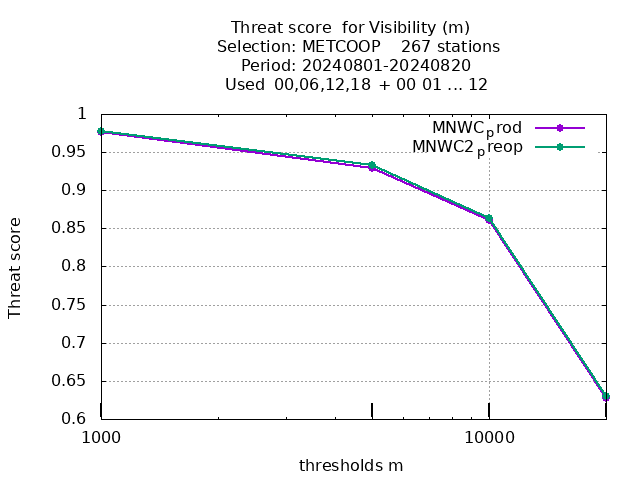 Threat score  for Visibility (m)
Selection: METCOOP    267 stations
Period: 20240801-20240820
Used  00,06,12,18 + 00 01 ... 12
MNWCprod
MNWC2preop
1
0.95
0.9
0.85
0.8
0.75
0.7
0.65
0.6
Threat score
1000
10000
thresholds m